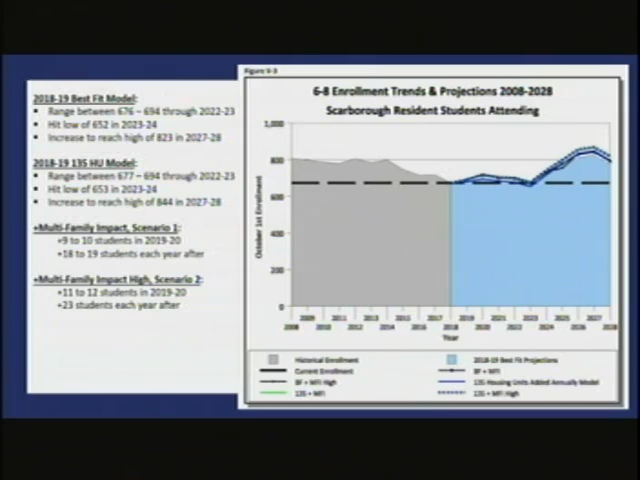 2018-19 Best Fit Model:
▪ Range between 676 – 694 through 2022-23
▪ Hit low of 652 in 2023-24
▪ Increase to reach high of 823 in 2027-28
2018-19 135 HU Model:
▪ Range between 677 – 694 through 2022-23
▪ Hit low of 653 in 2023-24
▪ Increase to reach high of 844 in 2027-28
+Multi-Family Impact, Scenario 1:
+9 to 10 students in 2019-20
+18 to 19 students each year after
+Multi-Family Impact High, Scenario 2:
+11 to 12 students in 2019-20
+23 students each year after
6-8 Enrollment Trends & Projections 2008-2028
Scarborough Resident Students Attending
1,000
800
600
400
200
0
October 1st Enrollment
2009 2011 2013 2015 2017 2019 2021 2023 2025 2027
2008 2010 2012 2014 2016 2018 2020 2022 2024 2026 2028
Year
Historical Enrollment
2018-19 Best Fit Projections
Current Enrollment
BF + MFI
BF + MFI High
135 Housing Units Added Annually Model
135 + MFI
135 + MFI High